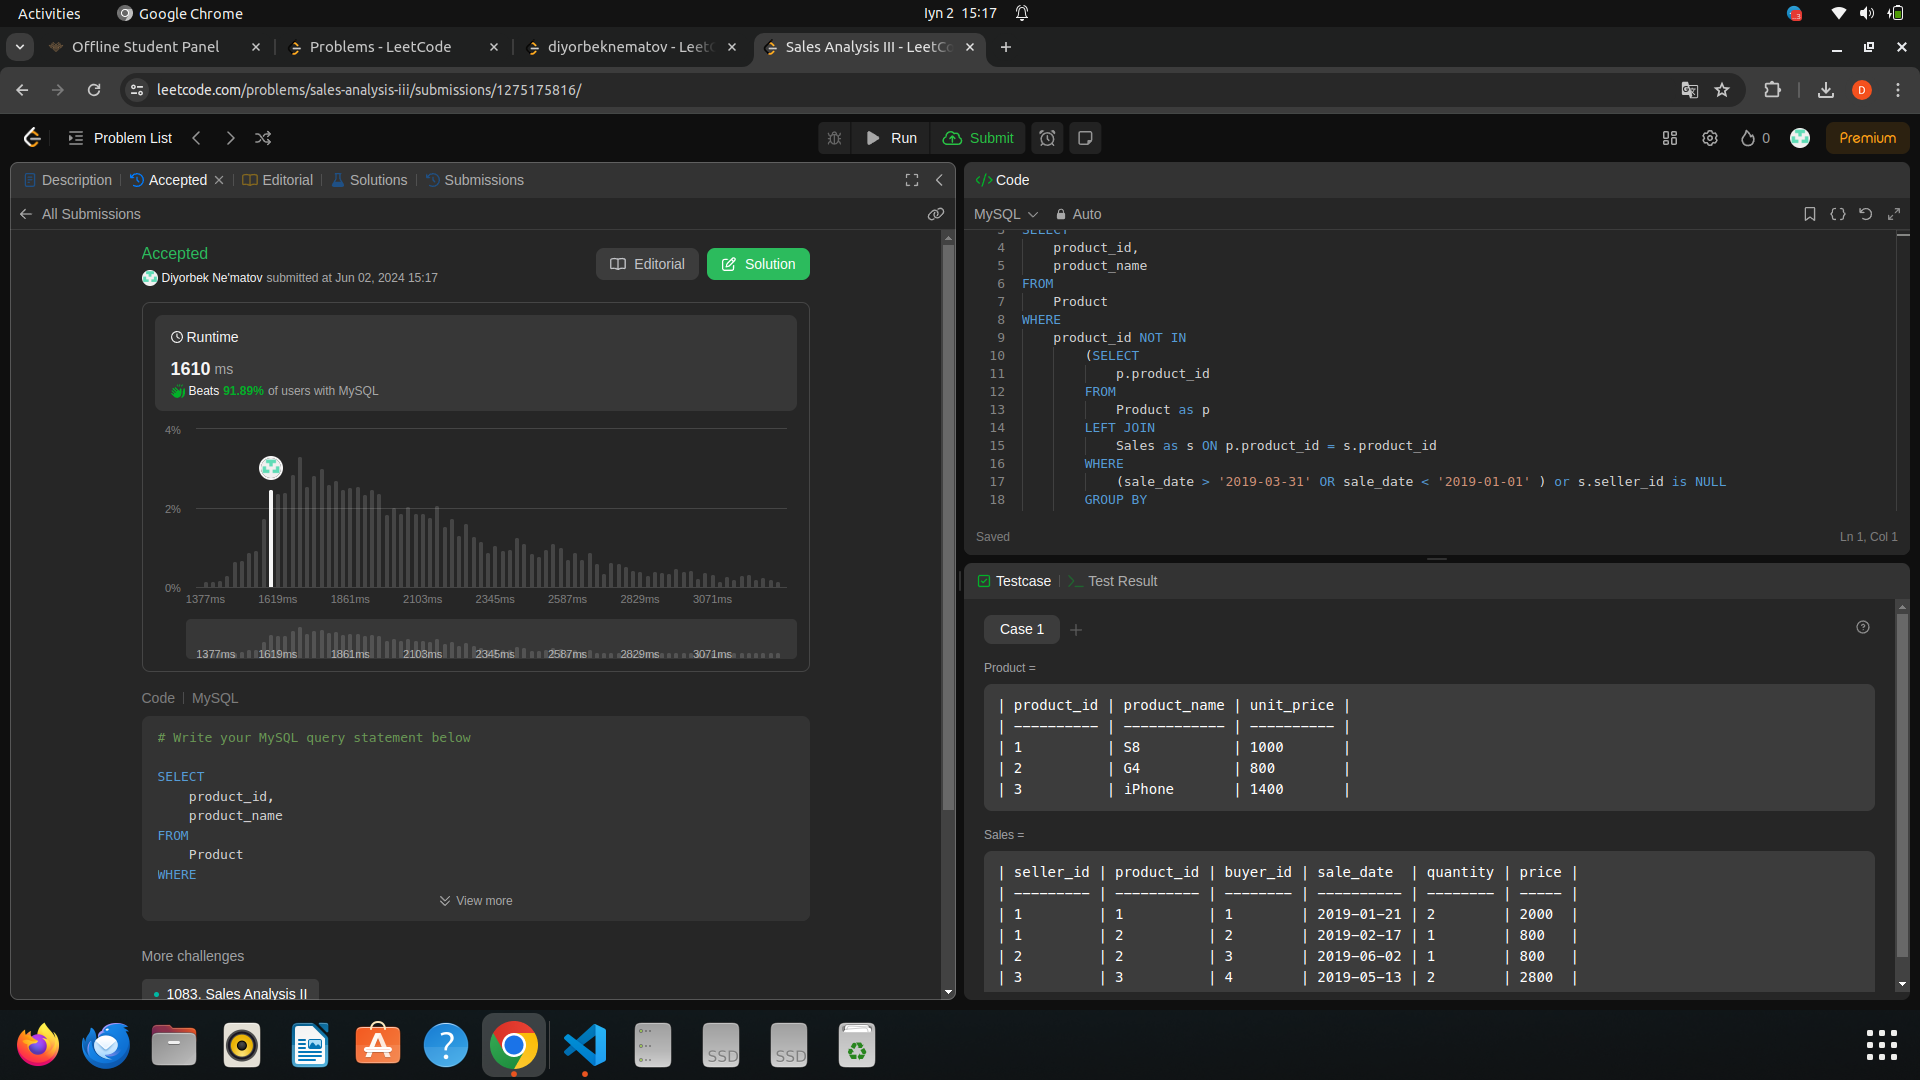 Activities
Google Chrome
Iyn 2 15:17
3
Offline Student Panel
Problems - LeetCode
diyorbeknematov - LeetC
Sales Analysis III - LeetCo
leetcode.com/problems/sales-analysis-iii/submissions/1275175816/
D
Problem List
Run
Submit
0
Premium
Description
Accepted
Editorial
Solutions
Submissions
All Submissions
Accepted
Diyorbek Ne'matov submitted at Jun 02, 2024 15:17
Editorial
Solution
Runtime
1610 ms
Beats 91.89% of users with MySQL
4%
2%
0%
1377ms 1619ms 1861ms 2103ms 2345ms 2587ms 2829ms 3071ms
1377ms 1619ms 1861ms 2103ms 2345ms 2587ms 2829ms 3071ms
Code | MySQL
# Write your MySQL query statement below
SELECT
product_id,
product_name
FROM
Product
WHERE
View more
More challenges
1083. Sales Analysis II
</> Code
MySQL
Auto
3 SELECT
4 product_id,
5 product_name
6 FROM
7 Product
8 WHERE
9 product_id NOT IN
10 (SELECT
11 p.product_id
12 FROM
13 Product as p
14 LEFT JOIN
15 Sales as s ON p.product_id = s.product_id
16 WHERE
17 (sale_date > '2019-03-31' OR sale_date < '2019-01-01' ) or s.seller_id is NULL
18 GROUP BY
Saved
Ln 1, Col 1
Testcase
Test Result
Case 1
Product =
| product_id | product_name | unit_price |
| ---------- | ------------ | ---------- |
| 1 | S8 | 1000 |
| 2 | G4 | 800 |
| 3 | iPhone | 1400 |
Sales =
| seller_id | product_id | buyer_id | sale_date | quantity | price |
| --------- | ---------- | -------- | ---------- | -------- | ----- |
| 1 | 1 | 1 | 2019-01-21 | 2 | 2000 |
| 1 | 2 | 2 | 2019-02-17 | 1 | 800 |
| 2 | 2 | 3 | 2019-06-02 | 1 | 800 |
| 3 | 3 | 4 | 2019-05-13 | 2 | 2800 |
SSD
SSD